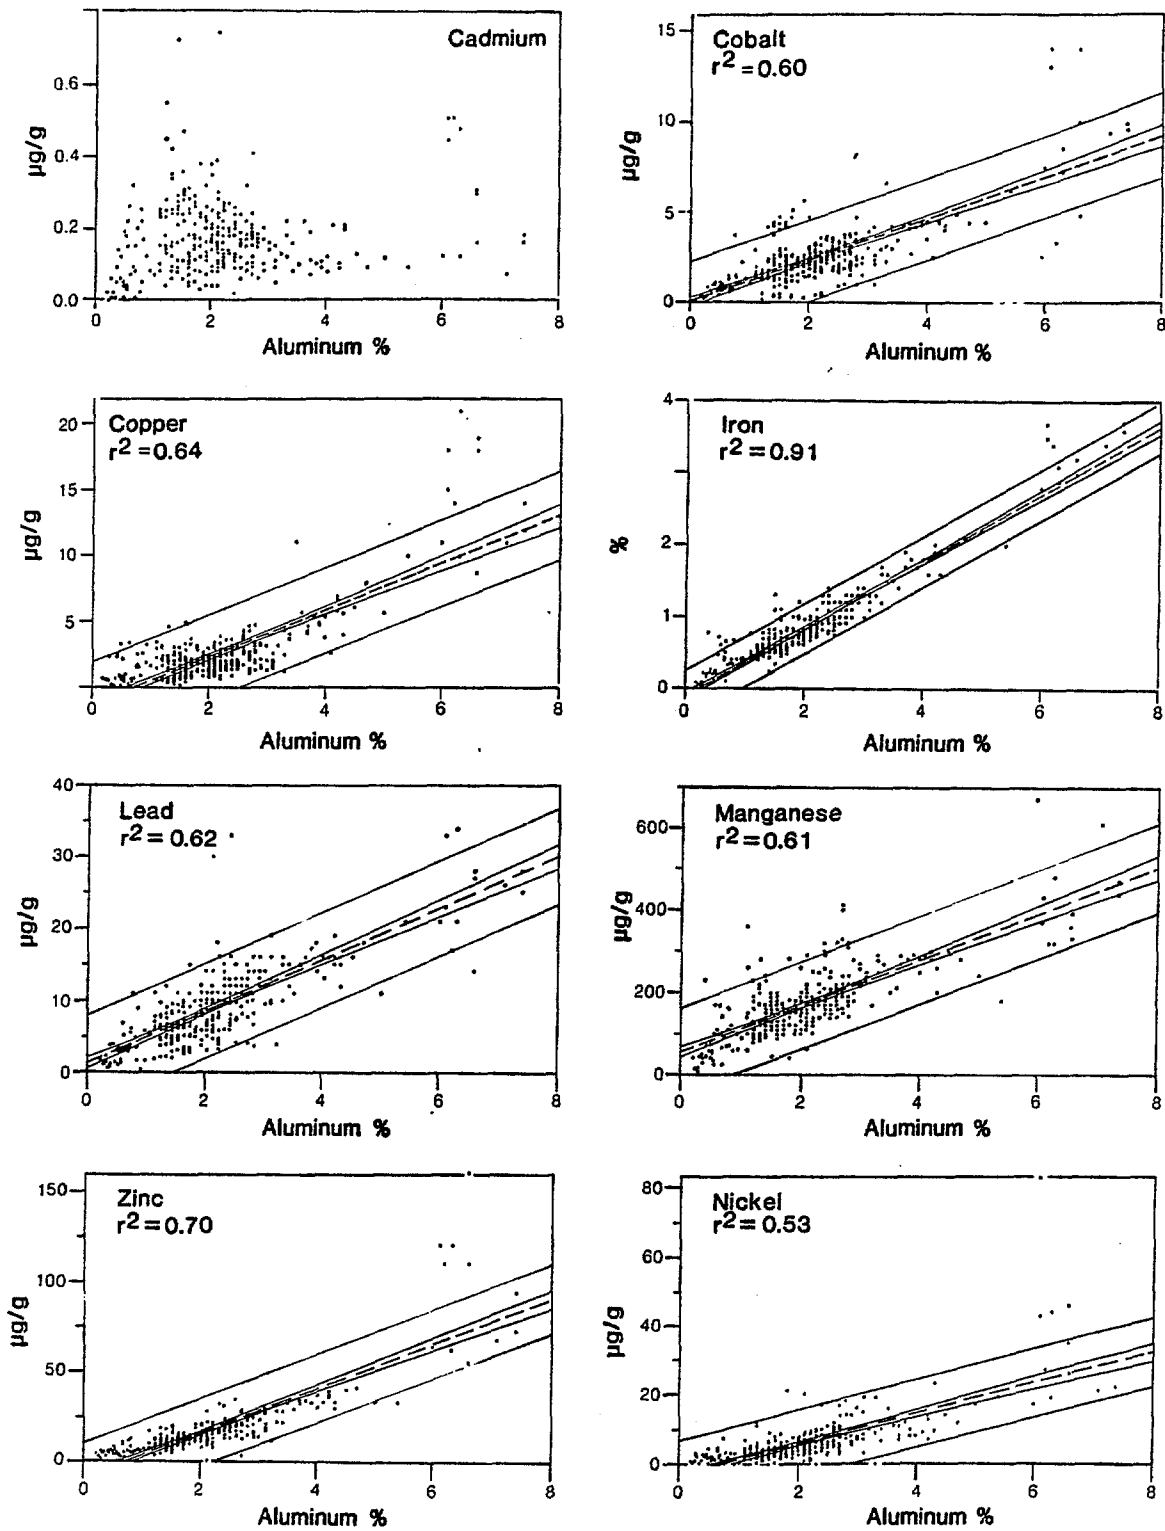 Cadmium
µg/g
0.6
0.4
0.2
0.0
0 2 4 6 8
Aluminum %
Cobalt
r2 = 0.60
µg/g
15
10
5
0
0 2 4 6 8
Aluminum %
Copper
r2 = 0.64
µg/g
20
15
10
5
0 2 4 6 8
Aluminum %
Iron
r2 = 0.91
%
4
2
1
0
0 2 4 6 8
Aluminum %
Lead
r2 = 0.62
µg/g
40
30
20
10
0
0 2 4 6 8
Aluminum %
Manganese
r2 = 0.61
µg/g
600
400
200
0
0 2 4 6 8
Aluminum %
Zinc
r2 = 0.70
µg/g
150
100
50
0
0 2 4 6 8
Aluminum %
Nickel
r2 = 0.53
µg/g
80
60
40
20
0
0 2 4 6 8
Aluminum %